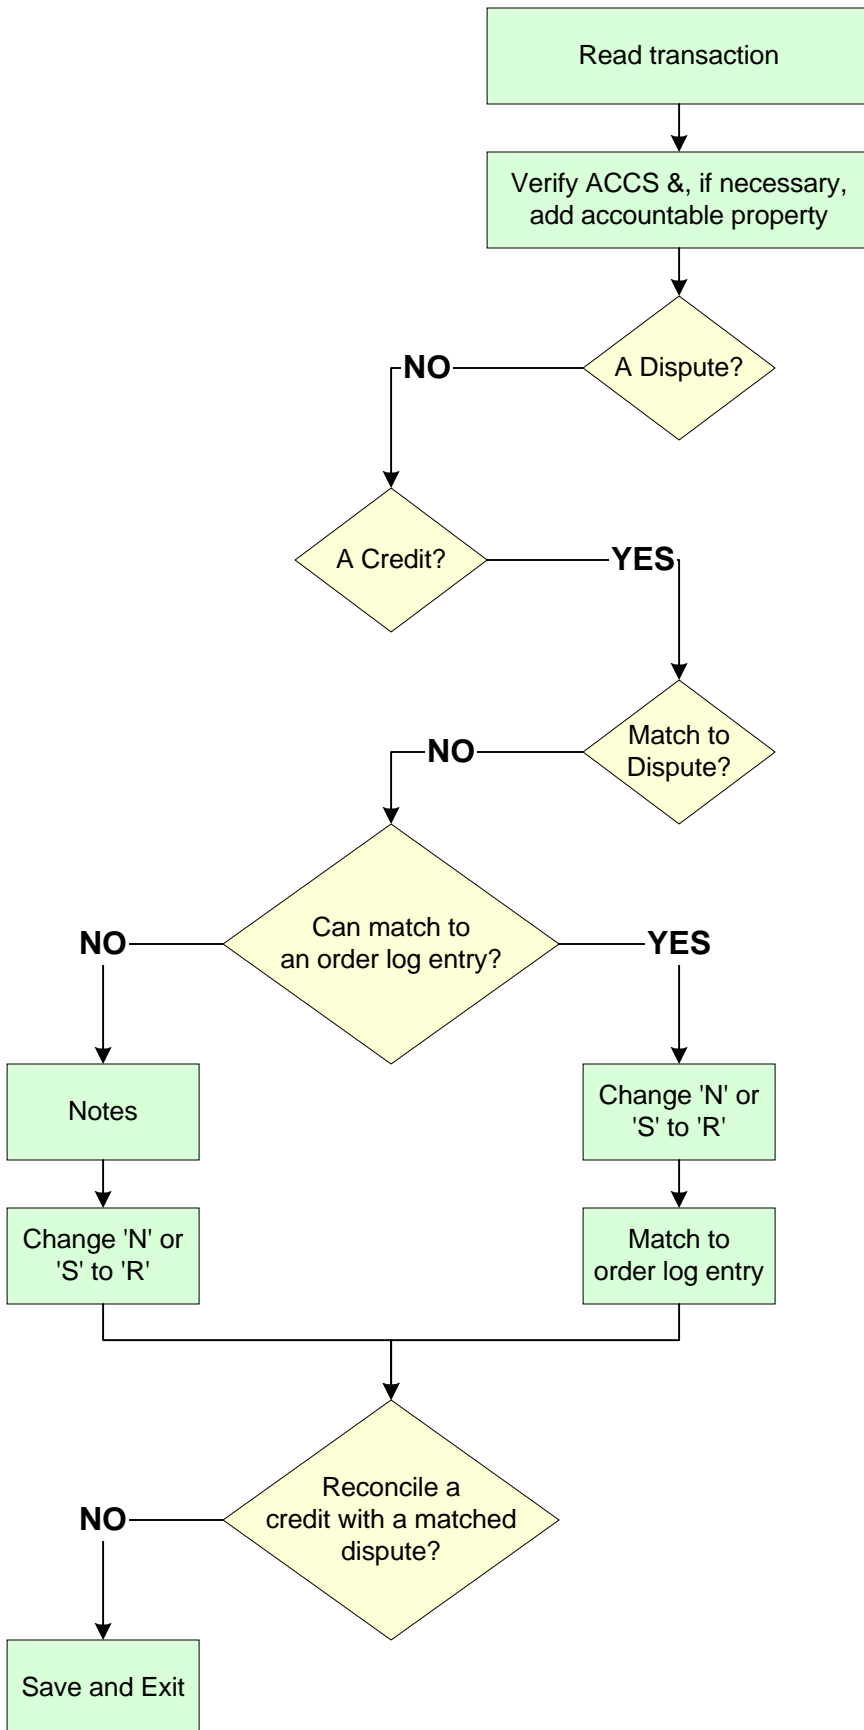 Read transaction
Verify ACCS &, if necessary,
add accountable property
A Dispute?
NO
A Credit?
YES
Match to
Dispute?
NO
Can match to
an order log entry?
NO
YES
Notes
Change 'N' or
'S' to 'R'
Change 'N' or
'S' to 'R'
Match to
order log entry
Reconcile a
credit with a matched
dispute?
NO
Save and Exit